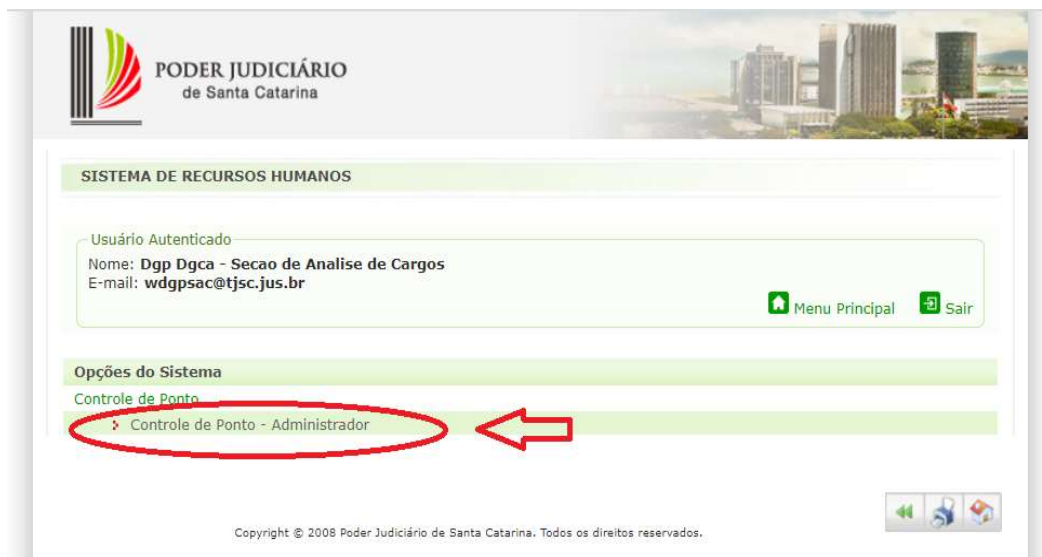 PODER JUDICIÁRIO
de Santa Catarina
SISTEMA DE RECURSOS HUMANOS
Usuário Autenticado
Nome: Dgp Dgca - Secao de Analise de Cargos
E-mail: wdgpsac@tjsc.jus.br
Menu Principal Sair
Opções do Sistema
Controle de Ponto
Controle de Ponto - Administrador
Copyright © 2008 Poder Judiciário de Santa Catarina. Todos os direitos reservados.